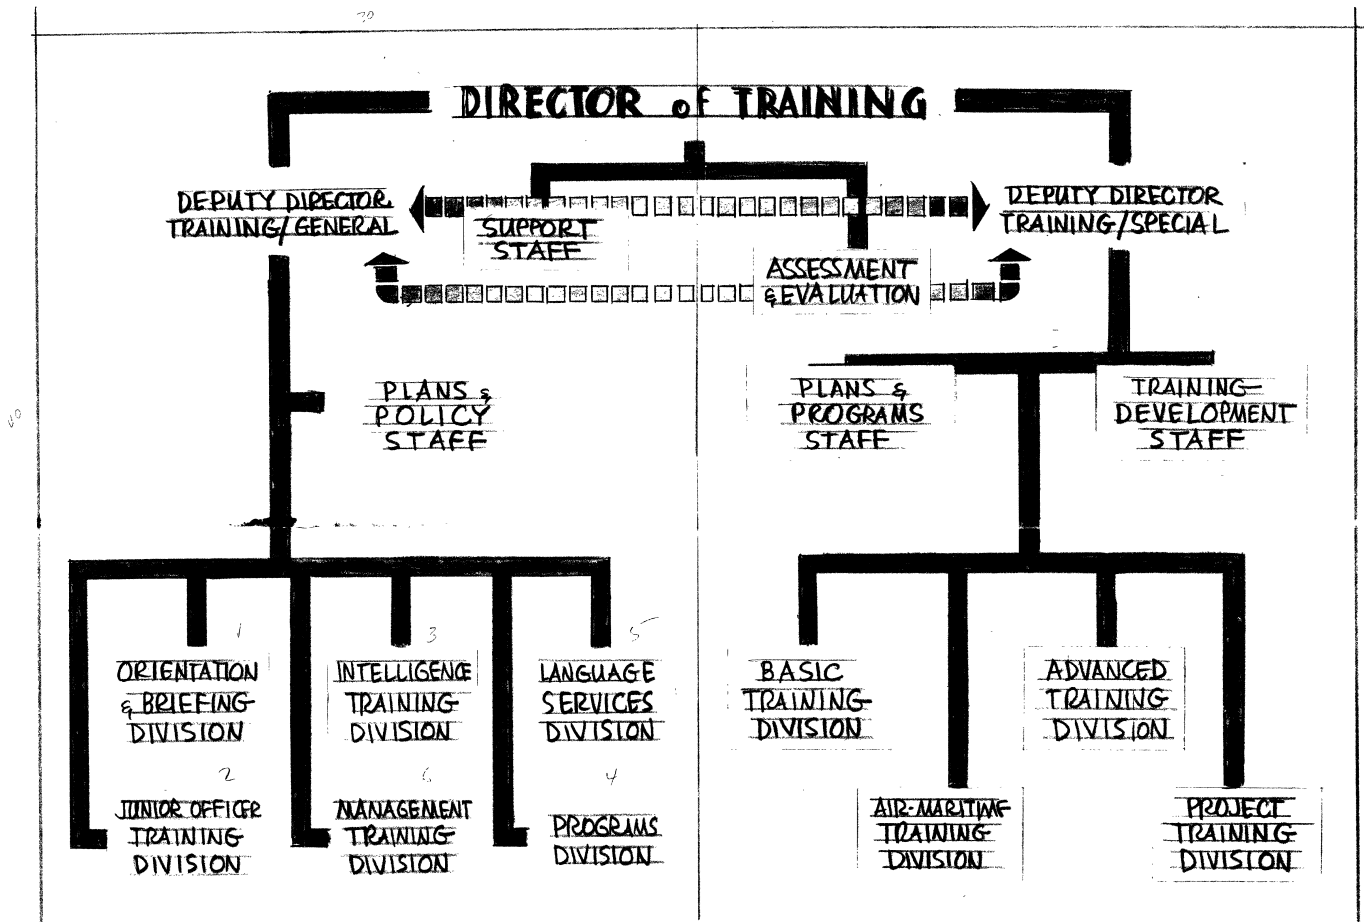 20
DIRECTOR OF TRAINING
DEPUTY DIRECTOR
TRAINING/GENERAL
SUPPORT
STAFF
ASSESSMENT
& EVALUATION
DEPUTY DIRECTOR
TRAINING/SPECIAL
PLANS &
POLICY
STAFF
PLANS &
PROGRAMS
STAFF
TRAINING
DEVELOPMENT
STAFF
1
ORIENTATION
& BRIEFING
DIVISION
3
INTELLIGENCE
TRAINING
DIVISION
5
LANGUAGE
SERVICES
DIVISION
BASIC
TRAINING
DIVISION
ADVANCED
TRAINING
DIVISION
2
JUNIOR OFFICER
TRAINING
DIVISION
6
MANAGEMENT
TRAINING
DIVISION
4
PROGRAMS
DIVISION
AIR-MARITIME
TRAINING
DIVISION
PROJECT
TRAINING
DIVISION